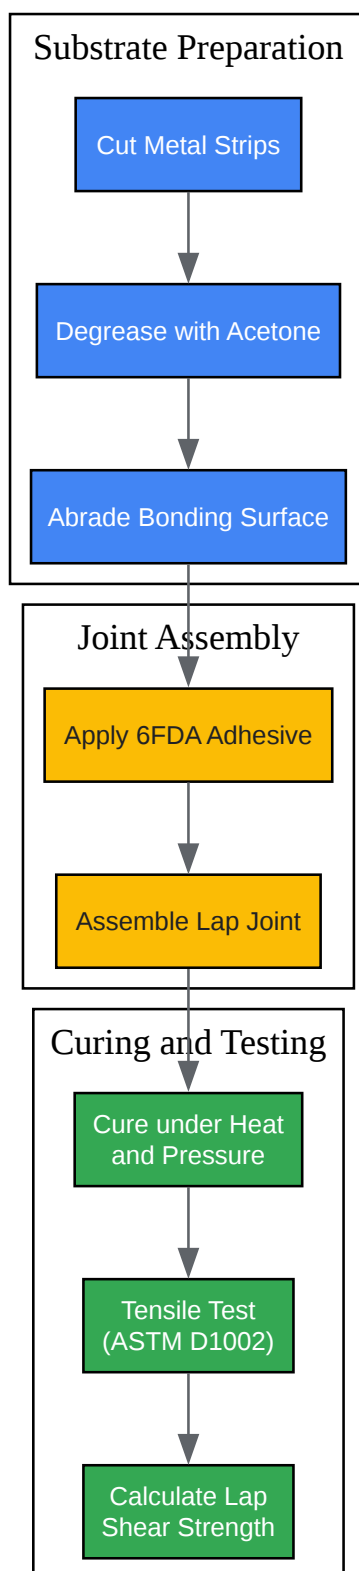 Substrate Preparation
Cut Metal Strips
Degrease with Acetone
Abrade Bonding Surface
Joint Assembly
Apply 6FDA Adhesive
Assemble Lap Joint
Curing and Testing
Cure under Heat
and Pressure
Tensile Test
(ASTM D1002)
Calculate Lap
Shear Strength